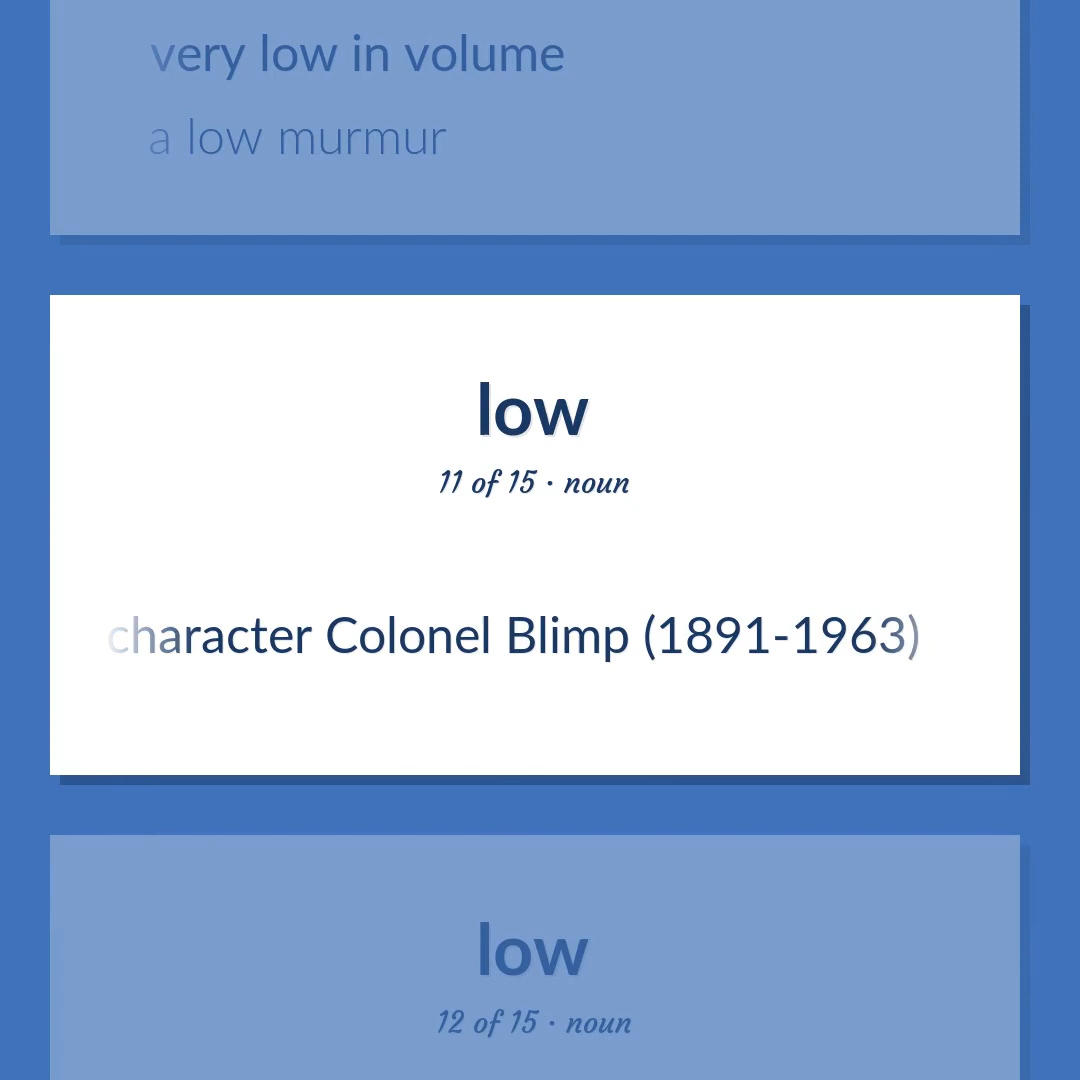 very low in volume
a low murmur
low
11 of 15 · noun
character Colonel Blimp (1891-1963)
low
12 of 15 · noun